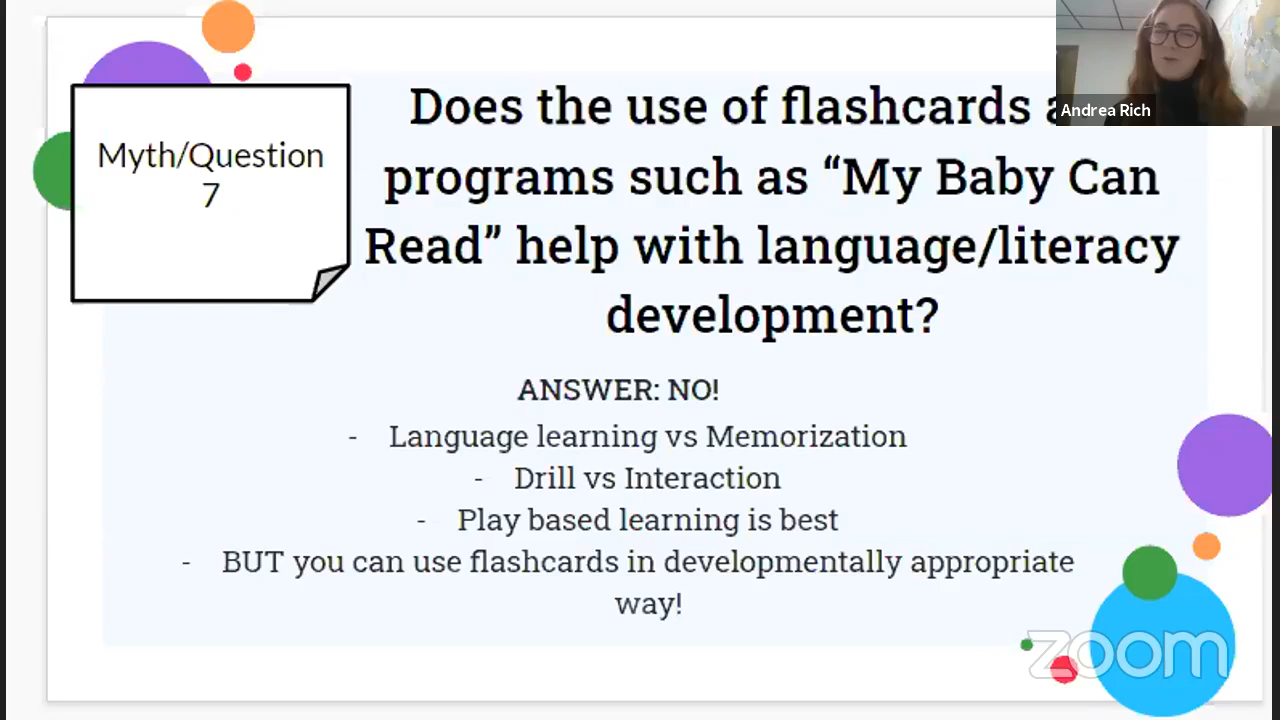 Myth/Question
7
Does the use of flashcards
programs such as “My Baby Can
Read” help with language/literacy
development?
ANSWER: NO!
- Language learning vs Memorization
- Drill vs Interaction
- Play based learning is best
- BUT you can use flashcards in developmentally appropriate
way!
Andrea Rich
zoom